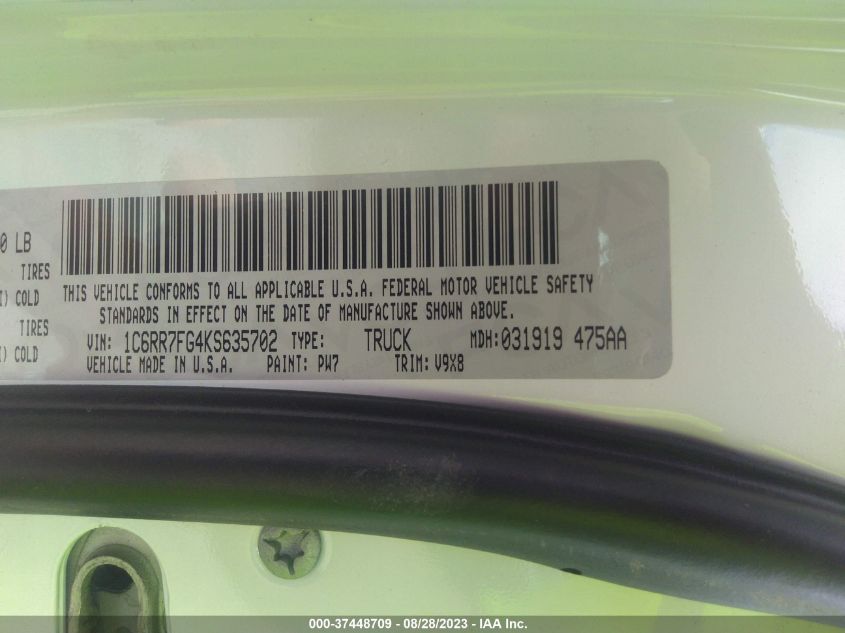 0 LB
TIRES
I) COLD
TIRES
I) COLD
THIS VEHICLE CONFORMS TO ALL APPLICABLE U.S.A. FEDERAL MOTOR VEHICLE SAFETY
STANDARDS IN EFFECT ON THE DATE OF MANUFACTURE SHOWN ABOVE.
VIN: 1C6RR7FG4KS635702 TYPE: TRUCK MDH: 031919 475AA
VEHICLE MADE IN U.S.A. PAINT: PW7 TRIM: V9X8
000-37448709 - 08/28/2023 - IAA Inc.